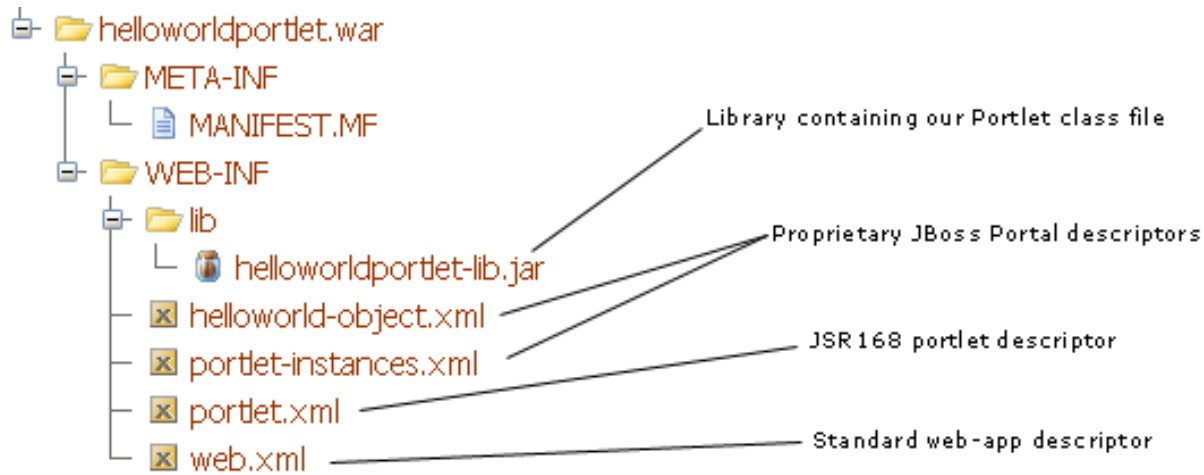 helloworldportlet.war
META-INF
MANIFEST.MF
Library containing our Portlet class file
WEB-INF
lib
Proprietary JBoss Portal descriptors
helloworldportlet-lib.jar
helloworld-object.xml
JSR168 portlet descriptor
portlet-instances.xml
portlet.xml
Standard web-app descriptor
web.xml